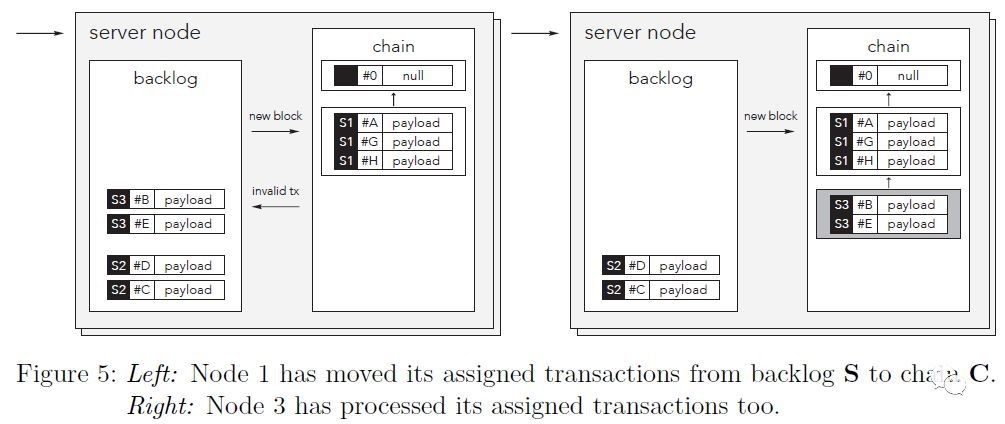 server node
backlog
S3 #B payload
S3 #E payload
S2 #D payload
S2 #C payload
new block
invalid tx
chain
#0 null
S1 #A payload
S1 #G payload
S1 #H payload
server node
backlog
S2 #D payload
S2 #C payload
new block
chain
#0 null
S1 #A payload
S1 #G payload
S1 #H payload
S3 #B payload
S3 #E payload
Figure 5: Left: Node 1 has moved its assigned transactions from backlog S to chain C.
Right: Node 3 has processed its assigned transactions too.